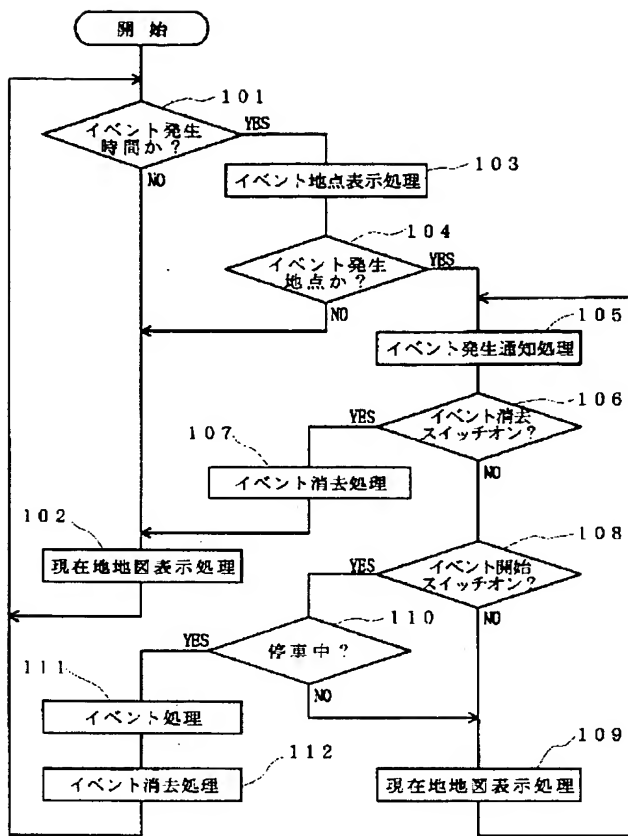 開始
101
イベント発生
時間か？
YES
NO
103
イベント地点表示処理
104
イベント発生
地点か？
YES
NO
105
イベント発生通知処理
106
イベント消去
スイッチオン？
YES
NO
107
イベント消去処理
102
現在地地図表示処理
108
イベント開始
スイッチオン？
YES
NO
110
停車中？
YES
NO
111
イベント処理
112
イベント消去処理
109
現在地地図表示処理